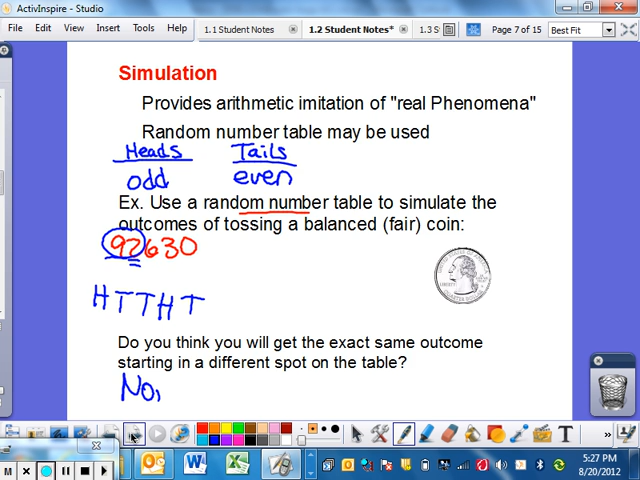 ActivInspire - Studio
File Edit View Insert Tools Help 1.1 Student Notes 1.2 Student Notes* 1.3 S Page 7 of 15 Best Fit
Simulation
Provides arithmetic imitation of "real Phenomena"
Random number table may be used
Heads Tails
odd even
Ex. Use a random number table to simulate the
outcomes of tossing a balanced (fair) coin:
92630
H T T H T
Do you think you will get the exact same outcome
starting in a different spot on the table?
No,
T »
M
5:27 PM
8/20/2012